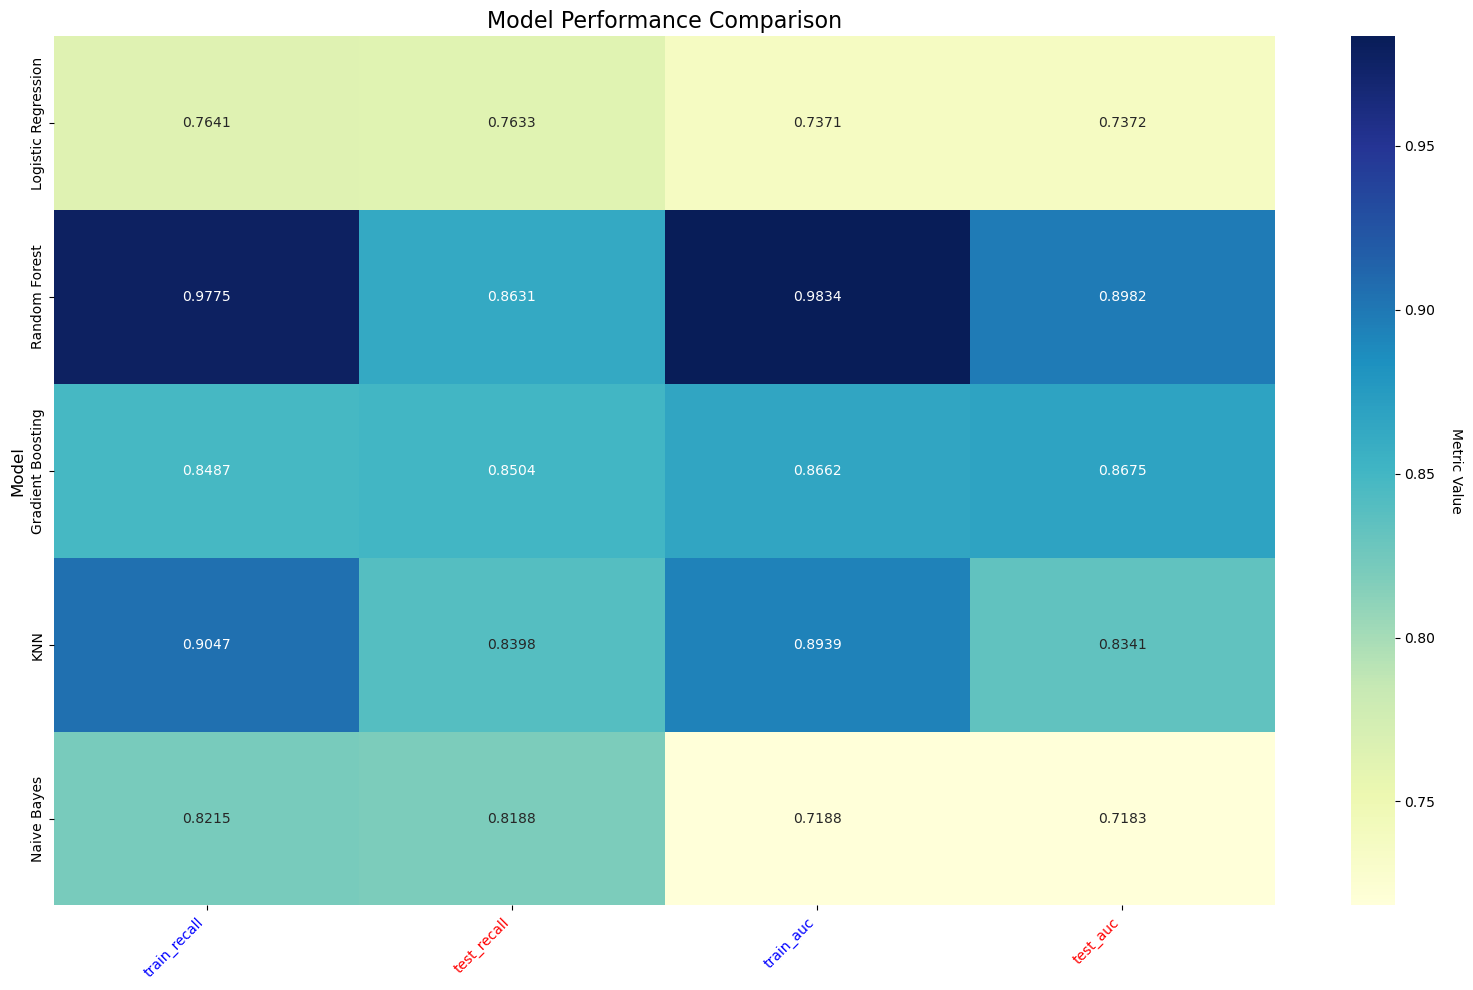 Model Performance Comparison
Model
Logistic Regression
0.7641 0.7633 0.7371 0.7372
Random Forest
0.9775 0.8631 0.9834 0.8982
Gradient Boosting
0.8487 0.8504 0.8662 0.8675
KNN
0.9047 0.8398 0.8939 0.8341
Naive Bayes
0.8215 0.8188 0.7188 0.7183
train_recall
test_recall
train_auc
test_auc
0.95
0.90
0.85
0.80
0.75
Metric Value